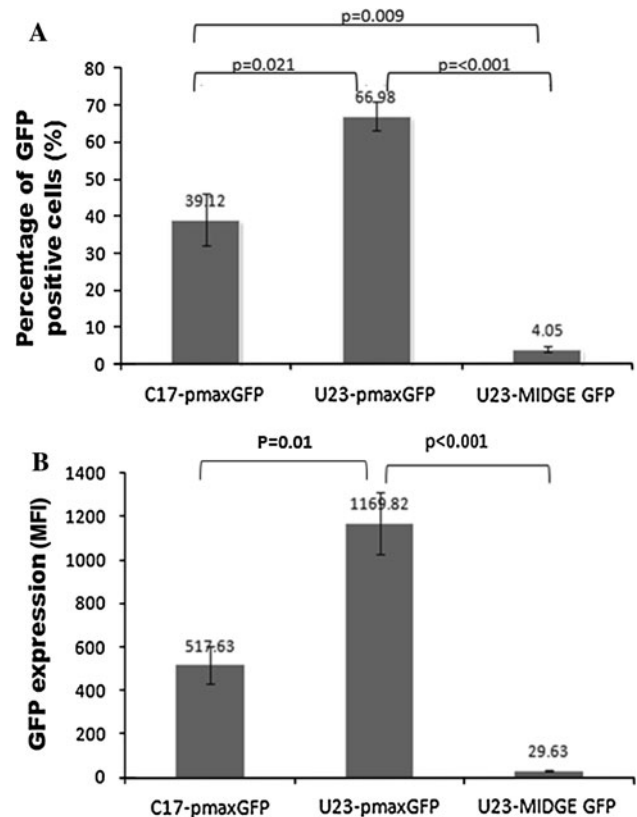 A
p=0.009
p=0.021
p=<0.001
80
70
60
50
40
30
20
10
0
Percentage of GFP
positive cells (%)
39.12
66.98
4.05
C17-pmaxGFP
U23-pmaxGFP
U23-MIDGE GFP
B
P=0.01
p<0.001
1400
1200
1000
800
600
400
200
0
GFP expression (MFI)
517.63
1169.82
29.63
C17-pmaxGFP
U23-pmaxGFP
U23-MIDGE GFP